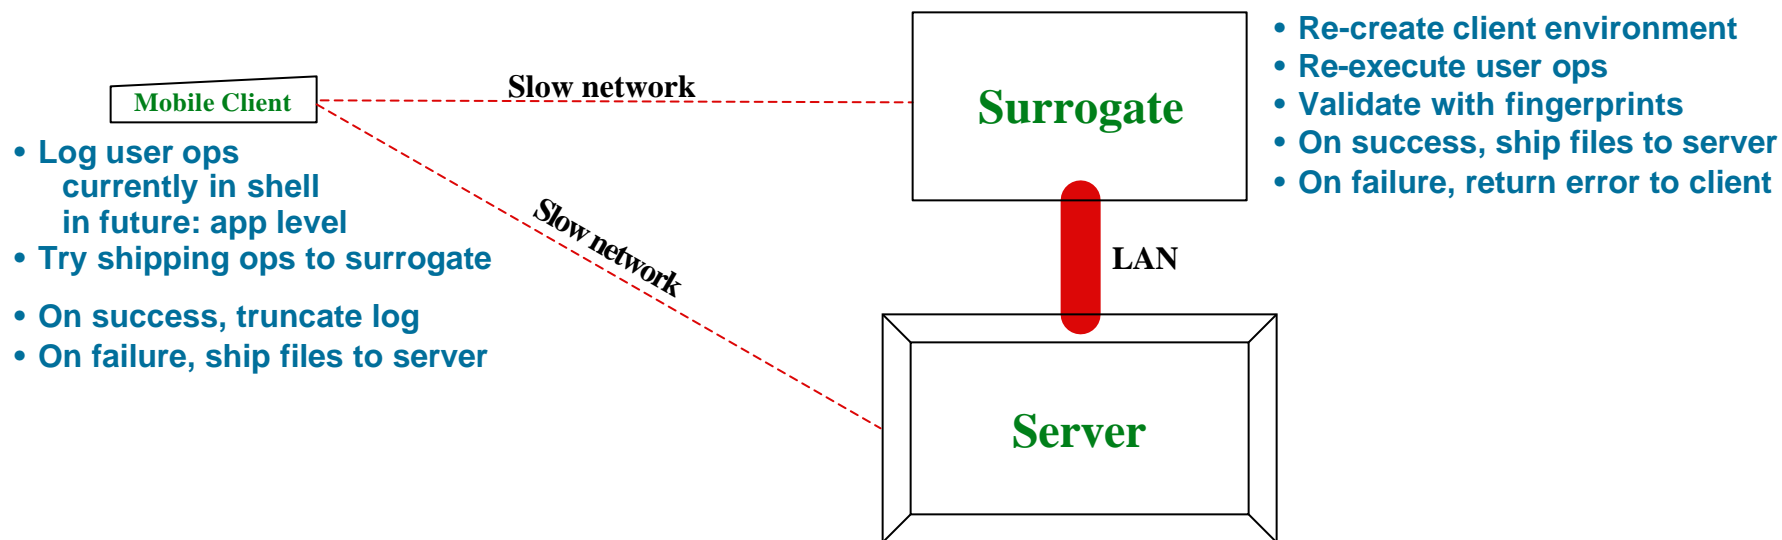 Mobile Client
Slow network
Surrogate
• Re-create client environment
• Re-execute user ops
• Validate with fingerprints
• On success, ship files to server
• On failure, return error to client
• Log user ops
currently in shell
in future: app level
• Try shipping ops to surrogate
• On success, truncate log
• On failure, ship files to server
Slow network
LAN
Server